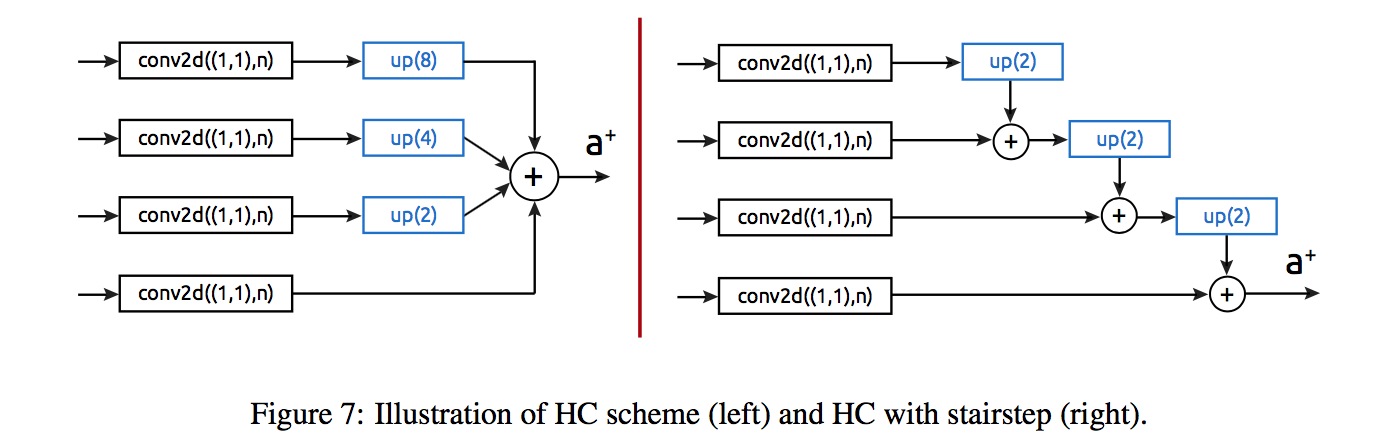 conv2d((1,1),n)
up(8)
conv2d((1,1),n)
up(4)
conv2d((1,1),n)
up(2)
conv2d((1,1),n)
+
a⁺
conv2d((1,1),n)
up(2)
conv2d((1,1),n)
+
up(2)
conv2d((1,1),n)
+
up(2)
conv2d((1,1),n)
+
a⁺
Figure 7: Illustration of HC scheme (left) and HC with stairstep (right).